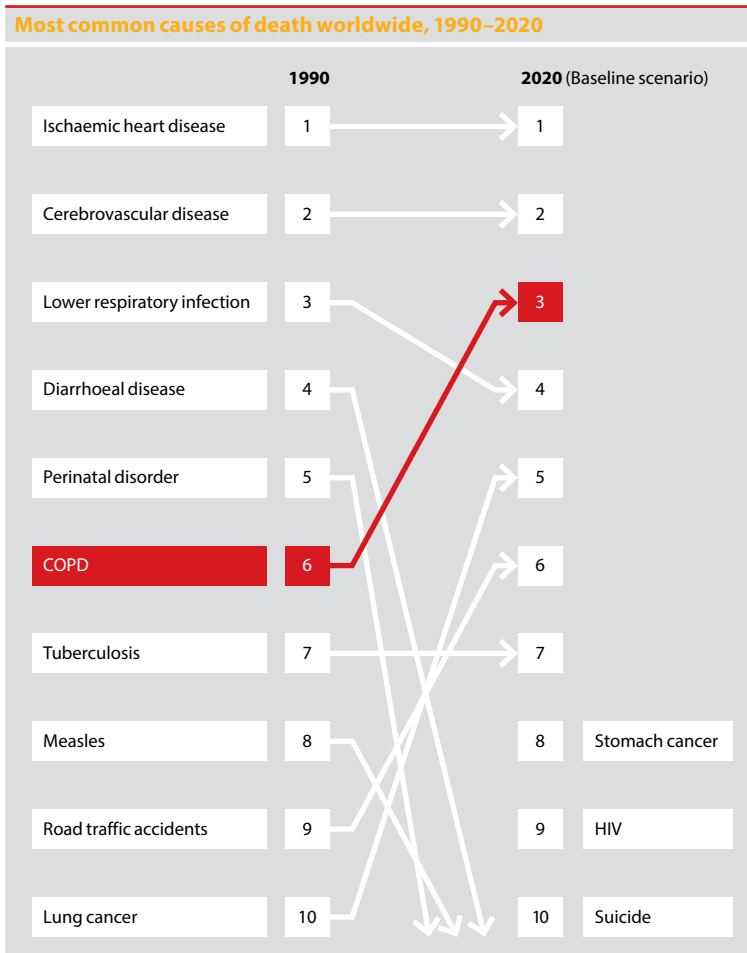 Most common causes of death worldwide, 1990–2020
1990 2020 (Baseline scenario)
Ischaemic heart disease 1 1
Cerebrovascular disease 2 2
Lower respiratory infection 3 3
Diarrhoeal disease 4 4
Perinatal disorder 5 5
COPD 6 6
Tuberculosis 7 7
Measles 8 8 Stomach cancer
Road traffic accidents 9 9 HIV
Lung cancer 10 10 Suicide